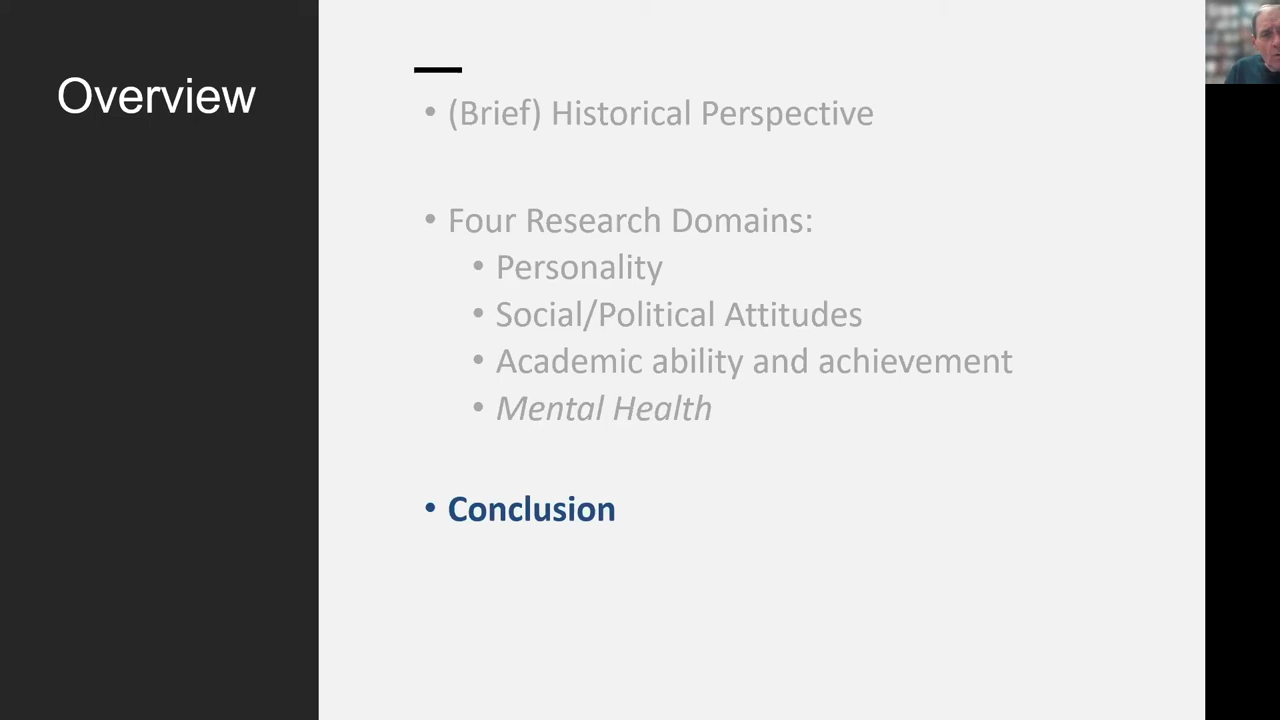 Overview
• (Brief) Historical Perspective
• Four Research Domains:
• Personality
• Social/Political Attitudes
• Academic ability and achievement
• Mental Health
• Conclusion